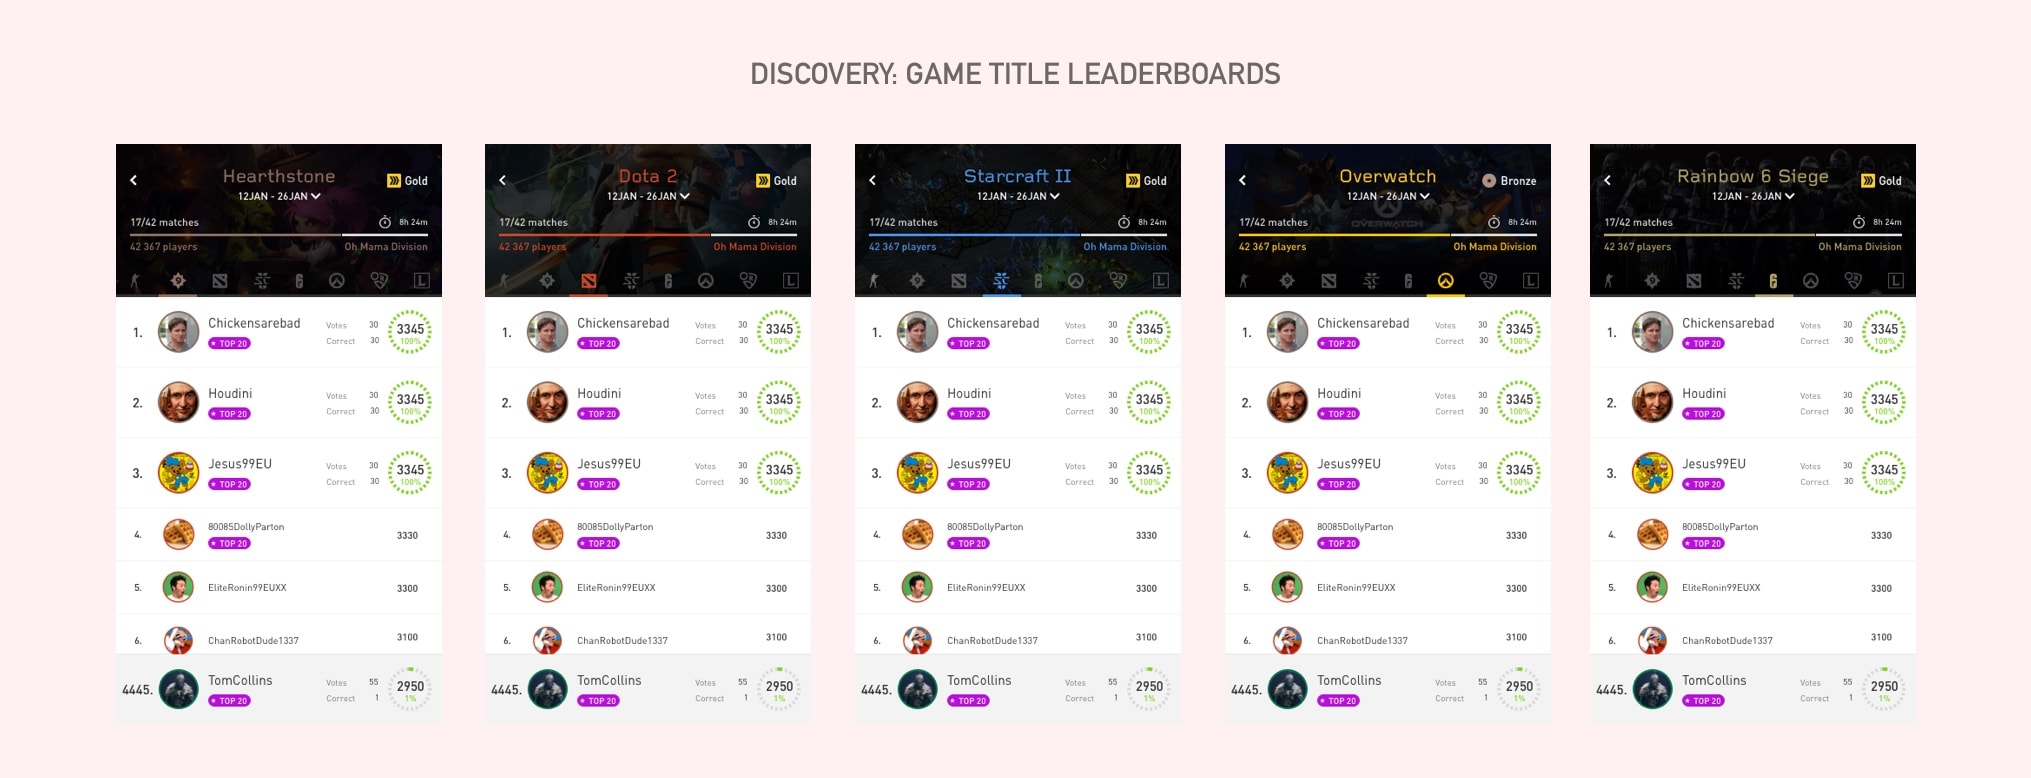 DISCOVERY: GAME TITLE LEADERBOARDS
Hearthstone
Gold
12JAN - 26JAN
17/42 matches
8h 24m
42 367 players
Oh Mama Division
1.
Chickensarebad
TOP 20
Votes 30
Correct 30
3345
100%
2.
Houdini
TOP 20
Votes 30
Correct 30
3345
100%
3.
Jesus99EU
TOP 20
Votes 30
Correct 30
3345
100%
4.
80085DollyParton
TOP 20
3330
5.
EliteRonin99EUXX
3300
6.
ChanRobotDude1337
3100
4445.
TomCollins
TOP 20
Votes 55
Correct 1
2950
1%
Dota 2
Gold
12JAN - 26JAN
17/42 matches
8h 24m
42 367 players
Oh Mama Division
1.
Chickensarebad
TOP 20
Votes 30
Correct 30
3345
100%
2.
Houdini
TOP 20
Votes 30
Correct 30
3345
100%
3.
Jesus99EU
TOP 20
Votes 30
Correct 30
3345
100%
4.
80085DollyParton
TOP 20
3330
5.
EliteRonin99EUXX
3300
6.
ChanRobotDude1337
3100
4445.
TomCollins
TOP 20
Votes 55
Correct 1
2950
1%
Starcraft II
Gold
12JAN - 26JAN
17/42 matches
8h 24m
42 367 players
Oh Mama Division
1.
Chickensarebad
TOP 20
Votes 30
Correct 30
3345
100%
2.
Houdini
TOP 20
Votes 30
Correct 30
3345
100%
3.
Jesus99EU
TOP 20
Votes 30
Correct 30
3345
100%
4.
80085DollyParton
TOP 20
3330
5.
EliteRonin99EUXX
3300
6.
ChanRobotDude1337
3100
4445.
TomCollins
TOP 20
Votes 55
Correct 1
2950
1%
Overwatch
Bronze
12JAN - 26JAN
17/42 matches
OVERWATCH
8h 24m
42 367 players
Oh Mama Division
1.
Chickensarebad
TOP 20
Votes 30
Correct 30
3345
100%
2.
Houdini
TOP 20
Votes 30
Correct 30
3345
100%
3.
Jesus99EU
TOP 20
Votes 30
Correct 30
3345
100%
4.
80085DollyParton
TOP 20
3330
5.
EliteRonin99EUXX
3300
6.
ChanRobotDude1337
3100
4445.
TomCollins
TOP 20
Votes 55
Correct 1
2950
1%
Rainbow 6 Siege
Gold
12JAN - 26JAN
17/42 matches
8h 24m
42 367 players
Oh Mama Division
1.
Chickensarebad
TOP 20
Votes 30
Correct 30
3345
100%
2.
Houdini
TOP 20
Votes 30
Correct 30
3345
100%
3.
Jesus99EU
TOP 20
Votes 30
Correct 30
3345
100%
4.
80085DollyParton
TOP 20
3330
5.
EliteRonin99EUXX
3300
6.
ChanRobotDude1337
3100
4445.
TomCollins
TOP 20
Votes 55
Correct 1
2950
1%